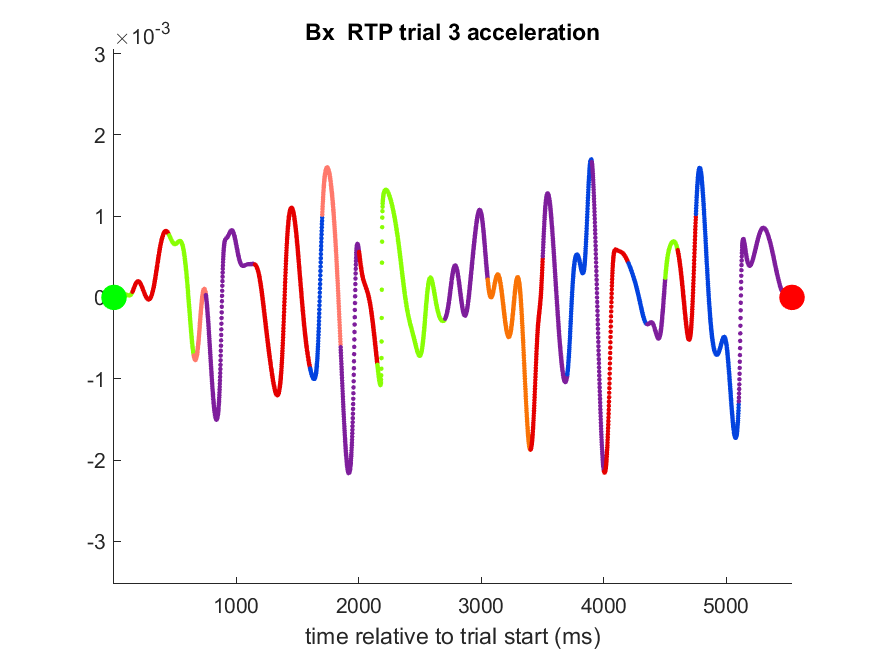 Bx  RTP trial 3 acceleration
×10⁻³
3
2
1
0
-1
-2
-3
1000 2000 3000 4000 5000
time relative to trial start (ms)